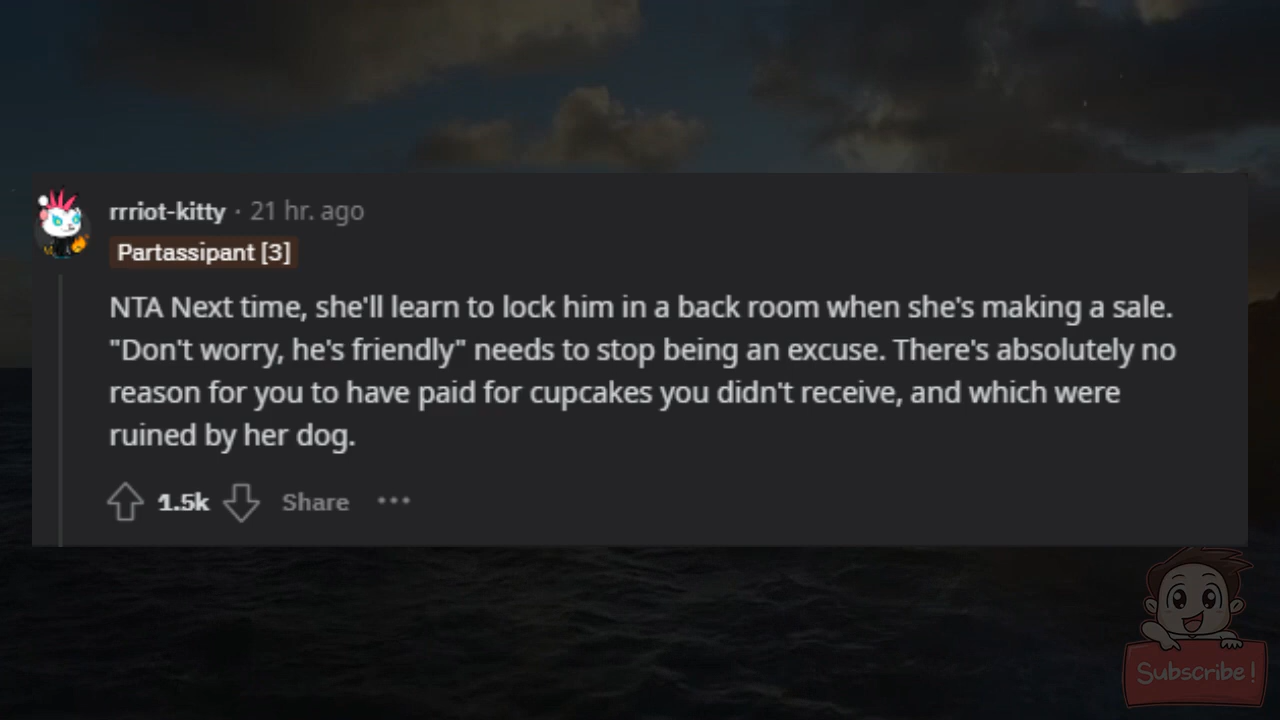 rrriot-kitty · 21 hr. ago
Partassipant [3]
NTA Next time, she'll learn to lock him in a back room when she's making a sale.
"Don't worry, he's friendly" needs to stop being an excuse. There's absolutely no
reason for you to have paid for cupcakes you didn't receive, and which were
ruined by her dog.
1.5k Share ···
Subscribe!